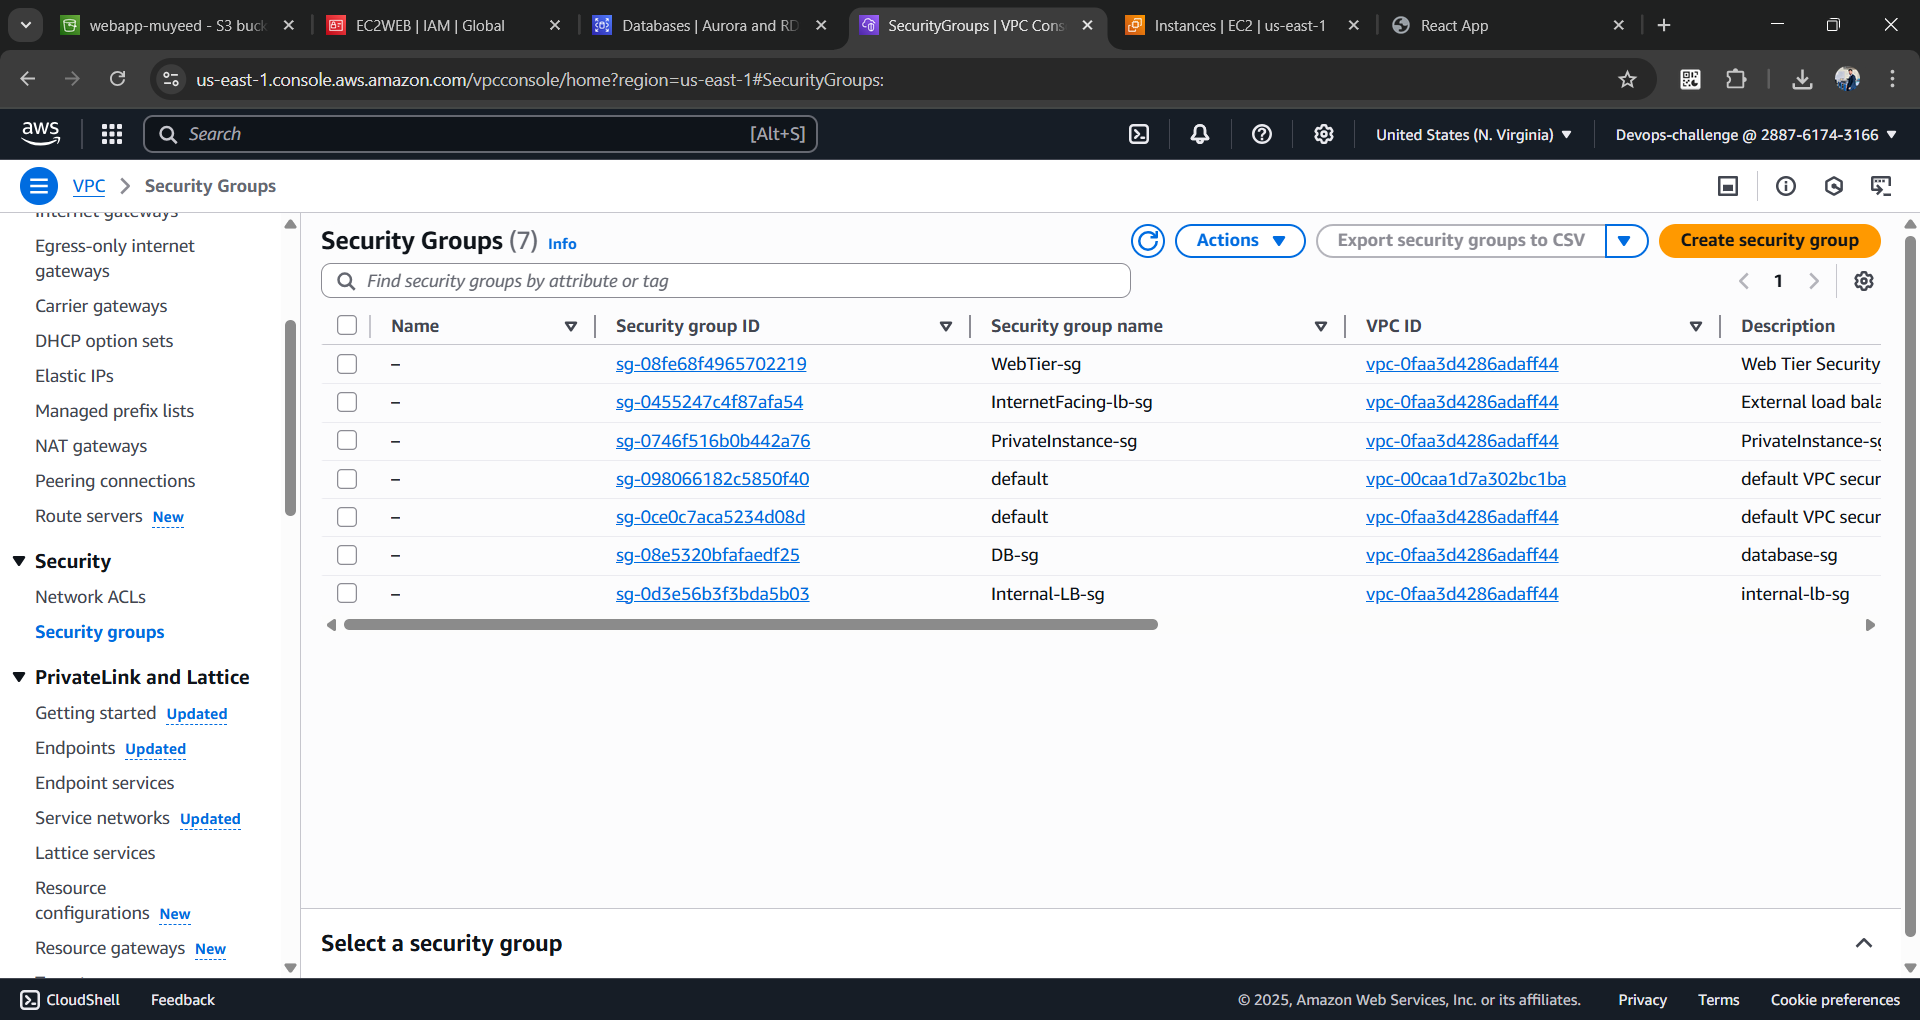 webapp-muyeed - S3 buck
EC2WEB | IAM | Global
Databases | Aurora and RD
SecurityGroups | VPC Cons
Instances | EC2 | us-east-1
React App
us-east-1.console.aws.amazon.com/vpcconsole/home?region=us-east-1#SecurityGroups:
aws
Search
[Alt+S]
United States (N. Virginia)
Devops-challenge @ 2887-6174-3166
VPC
Security Groups
Internet gateways
Egress-only internet
gateways
Carrier gateways
DHCP option sets
Elastic IPs
Managed prefix lists
NAT gateways
Peering connections
Route servers New
Security
Network ACLs
Security groups
PrivateLink and Lattice
Getting started Updated
Endpoints Updated
Endpoint services
Service networks Updated
Lattice services
Resource
configurations New
Resource gateways New
Security Groups (7) Info
Actions
Export security groups to CSV
Create security group
Find security groups by attribute or tag
1
Name Security group ID Security group name VPC ID Description
– sg-08fe68f4965702219 WebTier-sg vpc-0faa3d4286adaff44 Web Tier Security
– sg-0455247c4f87afa54 InternetFacing-lb-sg vpc-0faa3d4286adaff44 External load bala
– sg-0746f516b0b442a76 PrivateInstance-sg vpc-0faa3d4286adaff44 PrivateInstance-sg
– sg-098066182c5850f40 default vpc-00caa1d7a302bc1ba default VPC secur
– sg-0ce0c7aca5234d08d default vpc-0faa3d4286adaff44 default VPC secur
– sg-08e5320bfafaedf25 DB-sg vpc-0faa3d4286adaff44 database-sg
– sg-0d3e56b3f3bda5b03 Internal-LB-sg vpc-0faa3d4286adaff44 internal-lb-sg
Select a security group
CloudShell
Feedback
© 2025, Amazon Web Services, Inc. or its affiliates.
Privacy
Terms
Cookie preferences